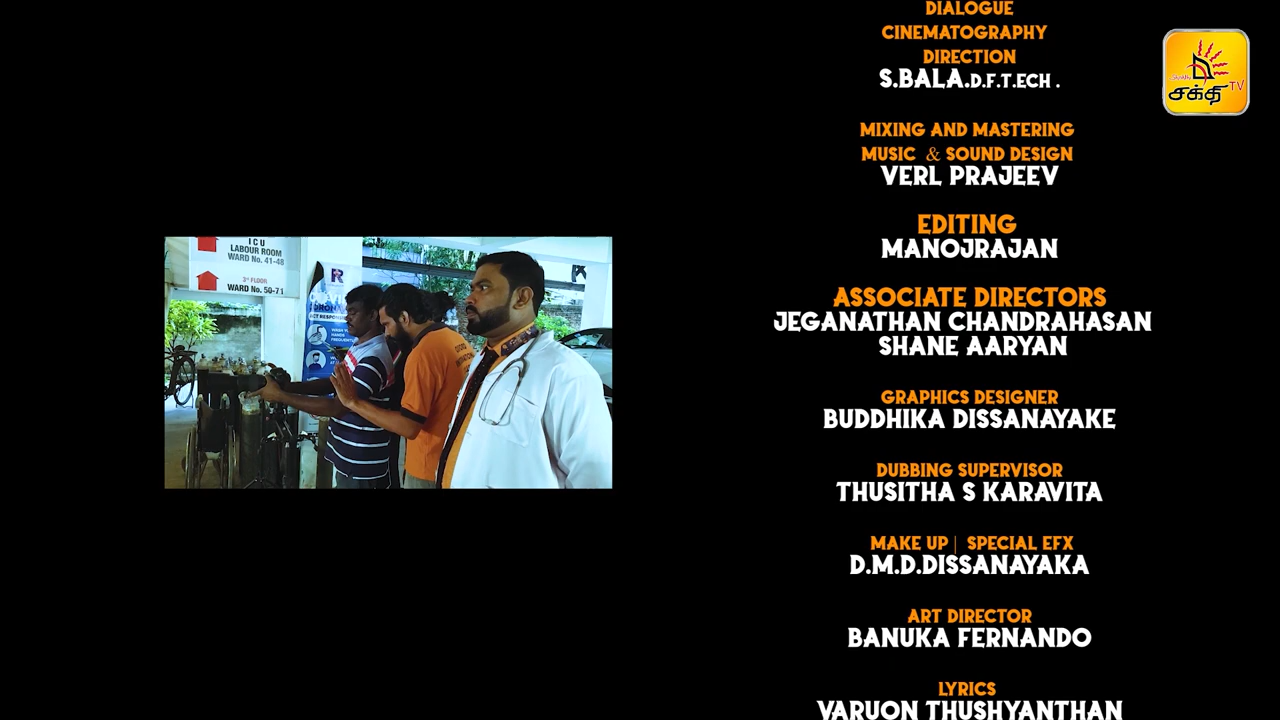 DIALOGUE
CINEMATOGRAPHY
DIRECTION
S.BALA.D.F.T.ECH .
MIXING AND MASTERING
MUSIC & SOUND DESIGN
VERL PRAJEEV
EDITING
MANOJRAJAN
ASSOCIATE DIRECTORS
JEGANATHAN CHANDRAHASAN
SHANE AARYAN
GRAPHICS DESIGNER
BUDDHIKA DISSANAYAKE
DUBBING SUPERVISOR
THUSITHA S KARAVITA
MAKE UP | SPECIAL EFX
D.M.D.DISSANAYAKA
ART DIRECTOR
BANUKA FERNANDO
LYRICS
VARUON THUSHYANTHAN
சக்தி TV
I C U
LABOUR ROOM
WARD No. 41-48
3rd FLOOR
WARD No. 50-71